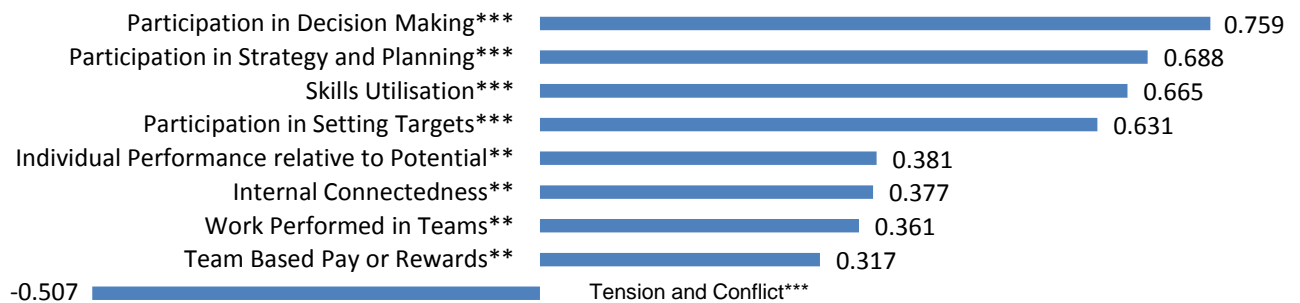 Participation in Decision Making*** 0.759
Participation in Strategy and Planning*** 0.688
Skills Utilisation*** 0.665
Participation in Setting Targets*** 0.631
Individual Performance relative to Potential** 0.381
Internal Connectedness** 0.377
Work Performed in Teams** 0.361
Team Based Pay or Rewards** 0.317
-0.507 Tension and Conflict***